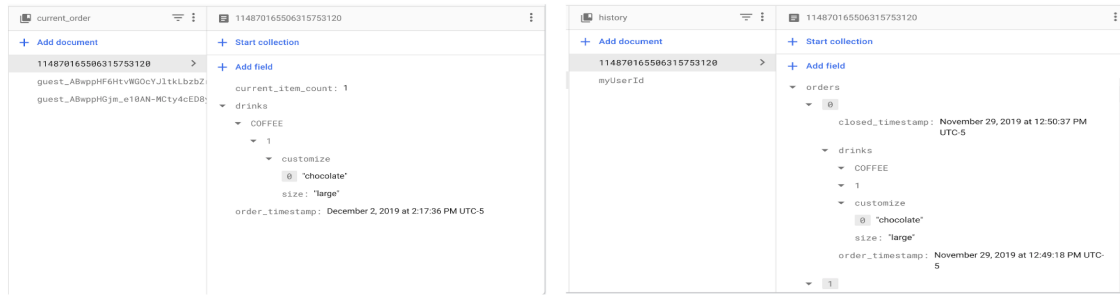 current_order
114870165506315753120
+ Add document
+ Start collection
114870165506315753120
+ Add field
guest_ABwppHF6HtvWGOcYJltkLbzbZ
current_item_count: 1
guest_ABwppHGjm_e10AN-MCty4cED8
drinks
COFFEE
1
customize
0 "chocolate"
size: "large"
order_timestamp: December 2, 2019 at 2:17:36 PM UTC-5
history
114870165506315753120
+ Add document
+ Start collection
114870165506315753120
+ Add field
myUserId
orders
0
closed_timestamp: November 29, 2019 at 12:50:37 PM
UTC-5
drinks
COFFEE
1
customize
0 "chocolate"
size: "large"
order_timestamp: November 29, 2019 at 12:49:18 PM UTC-
5
1